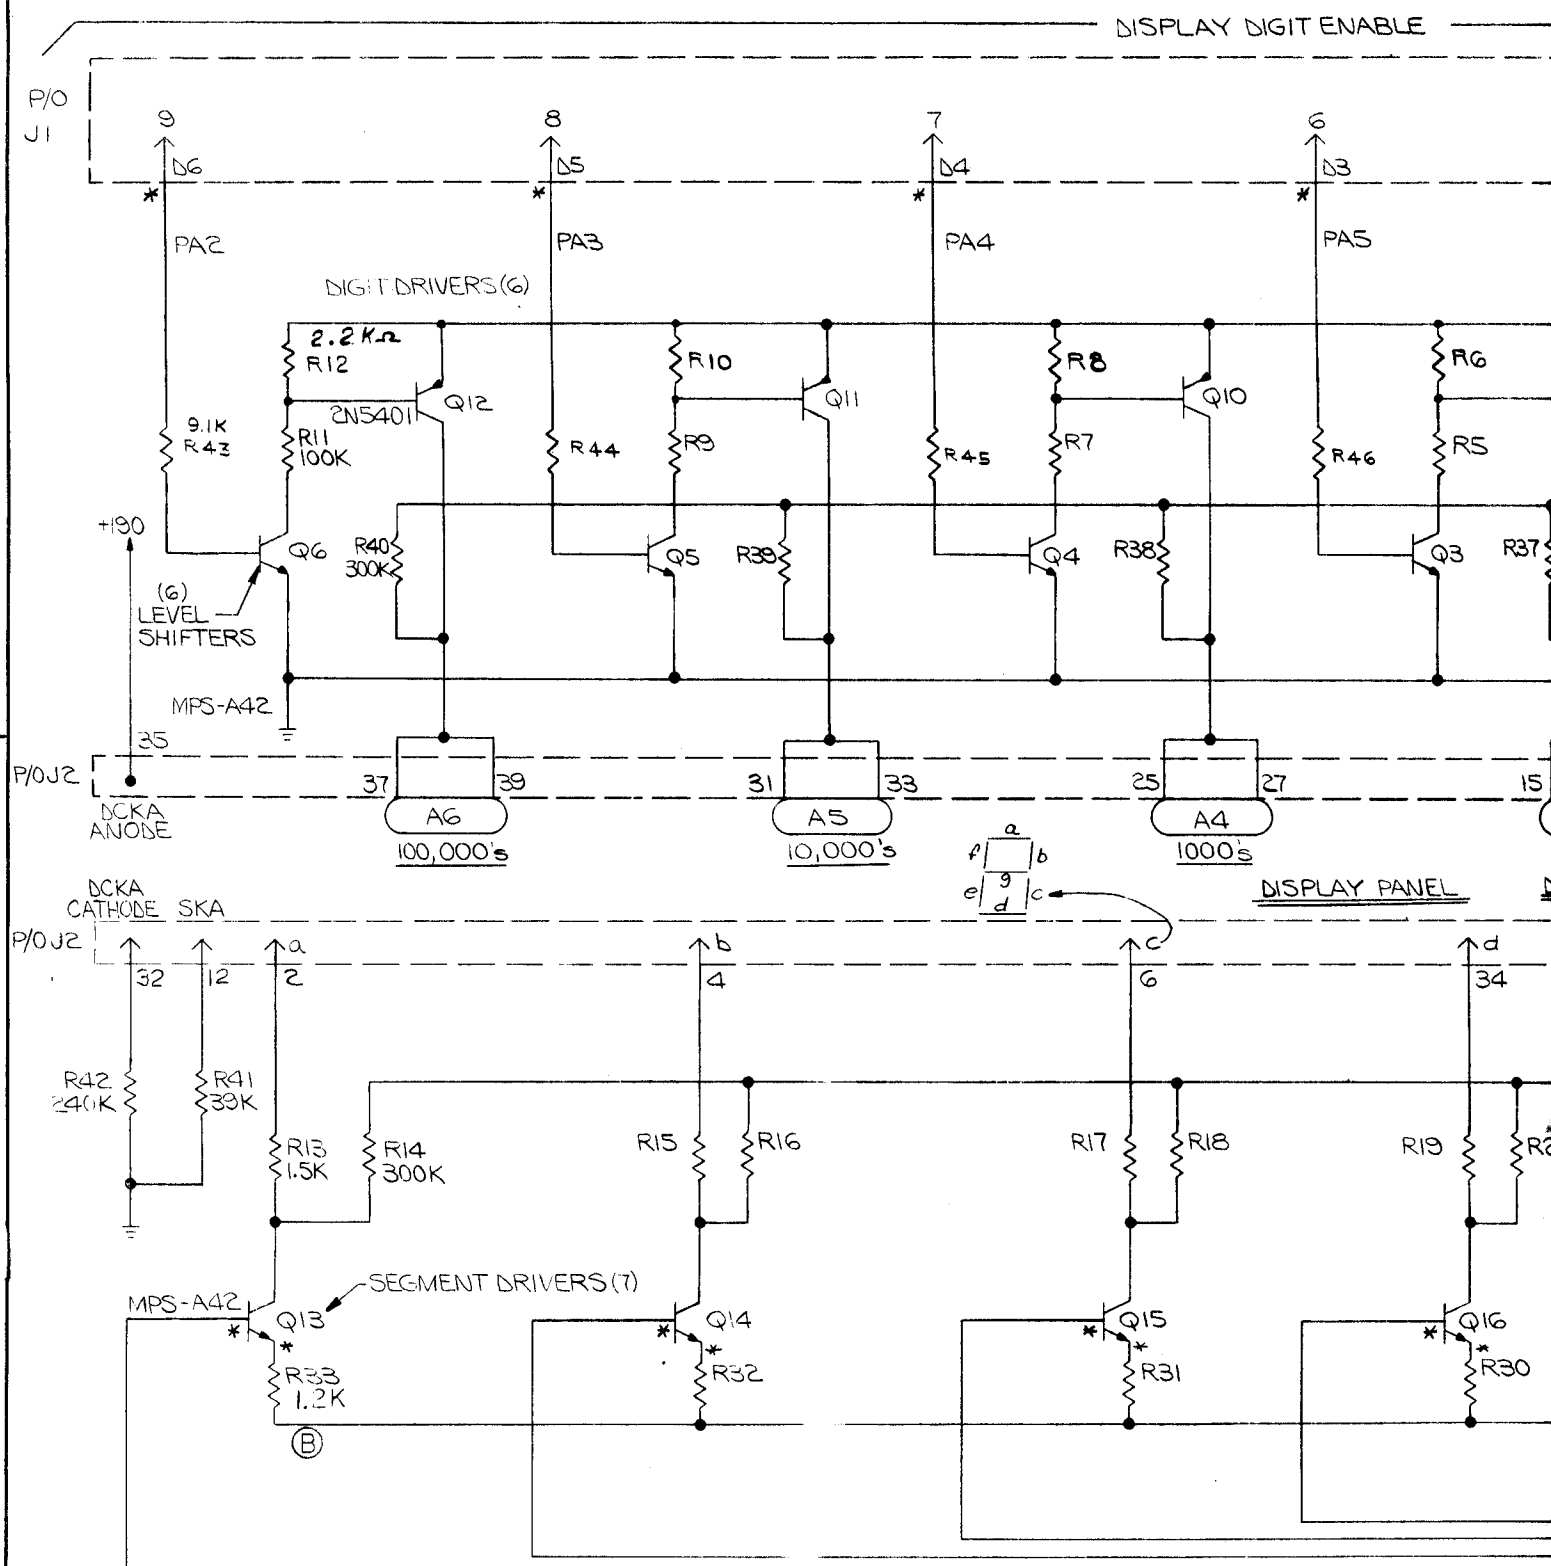 DISPLAY DIGIT ENABLE
P/O
J1
9 8 7 6
D6 D5 D4 D3
* * * *
PA2 PA3 PA4 PA5
DIGIT DRIVERS (6)
2.2 KΩ
R12 R10 R8 R6
2N5401 Q12 Q11 Q10
9.1K
R43 R11 R44 R9 R45 R7 R46 R5
100K
+190
Q6 R40 Q5 R39 Q4 R38 Q3 R37
300K
(6)
LEVEL
SHIFTERS
MPS-A42
35
P/O J2 37 39 31 33 25 27 15
DCKA
ANODE
A6 A5 A4
100,000's 10,000's 1000's
a
f b
g
e c
d
DISPLAY PANEL
DCKA
CATHODE SKA
P/O J2 a b c d
32 12 2 4 6 34
R42 R41
39K
R13 R14 R15 R16 R17 R18 R19
1.5K 300K
SEGMENT DRIVERS (7)
MPS-A42
Q13 Q14 Q15 Q16
* * * *
* * * *
R33 R32 R31 R30
1.2K
B